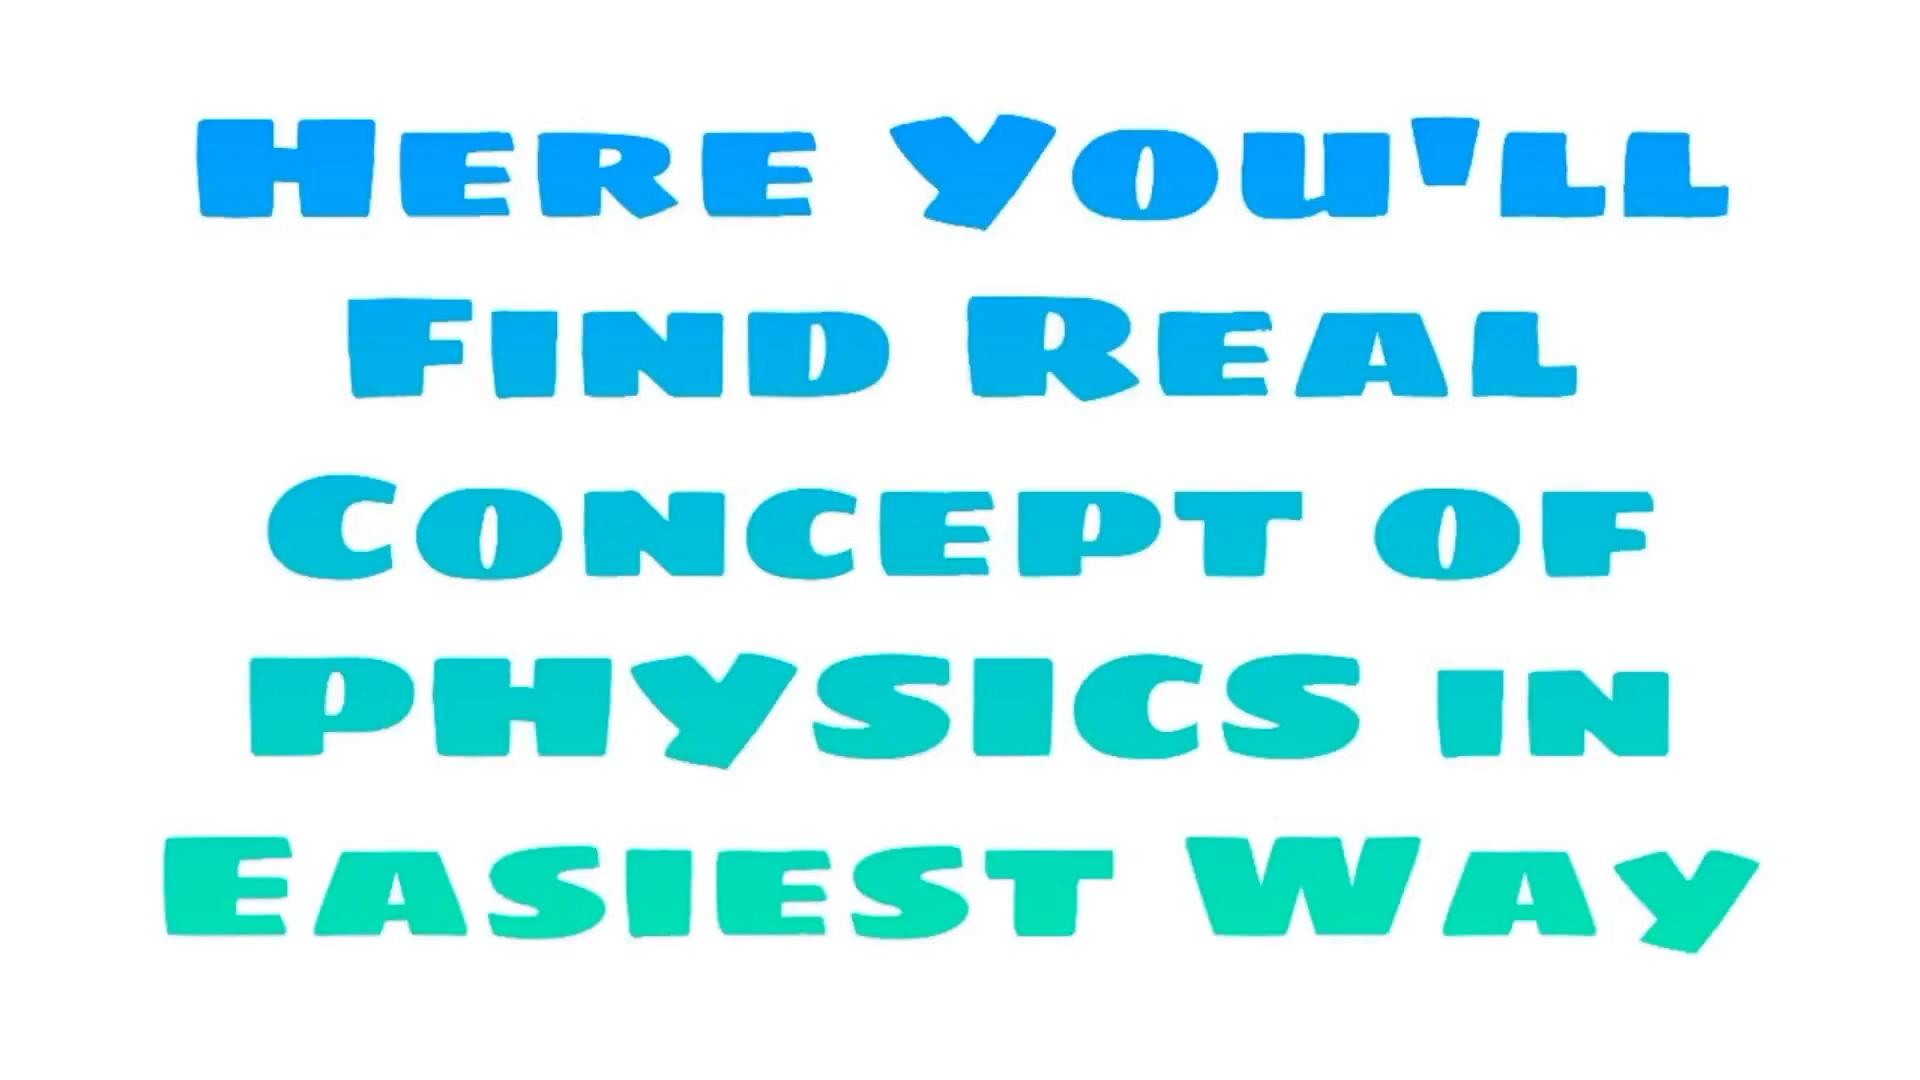 Here You'll
Find Real
Concept of
PHYSICS in
Easiest Way